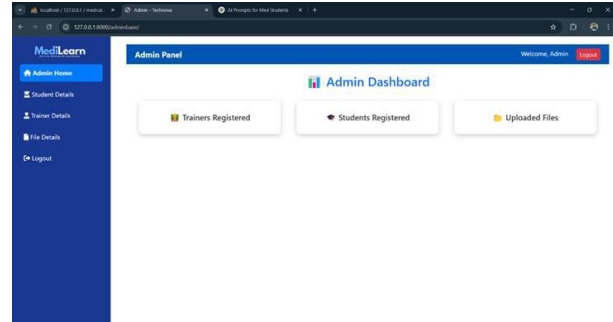 localhost / 127.0.0.1 / medical
Admin - Technova
AI Prompts for Med Students
127.0.0.1:8000/adminbase/
MediLearn
Admin Panel
Welcome, Admin
Logout
Admin Home
Admin Dashboard
Student Details
Trainers Registered
Students Registered
Uploaded Files
Trainer Details
File Details
Logout